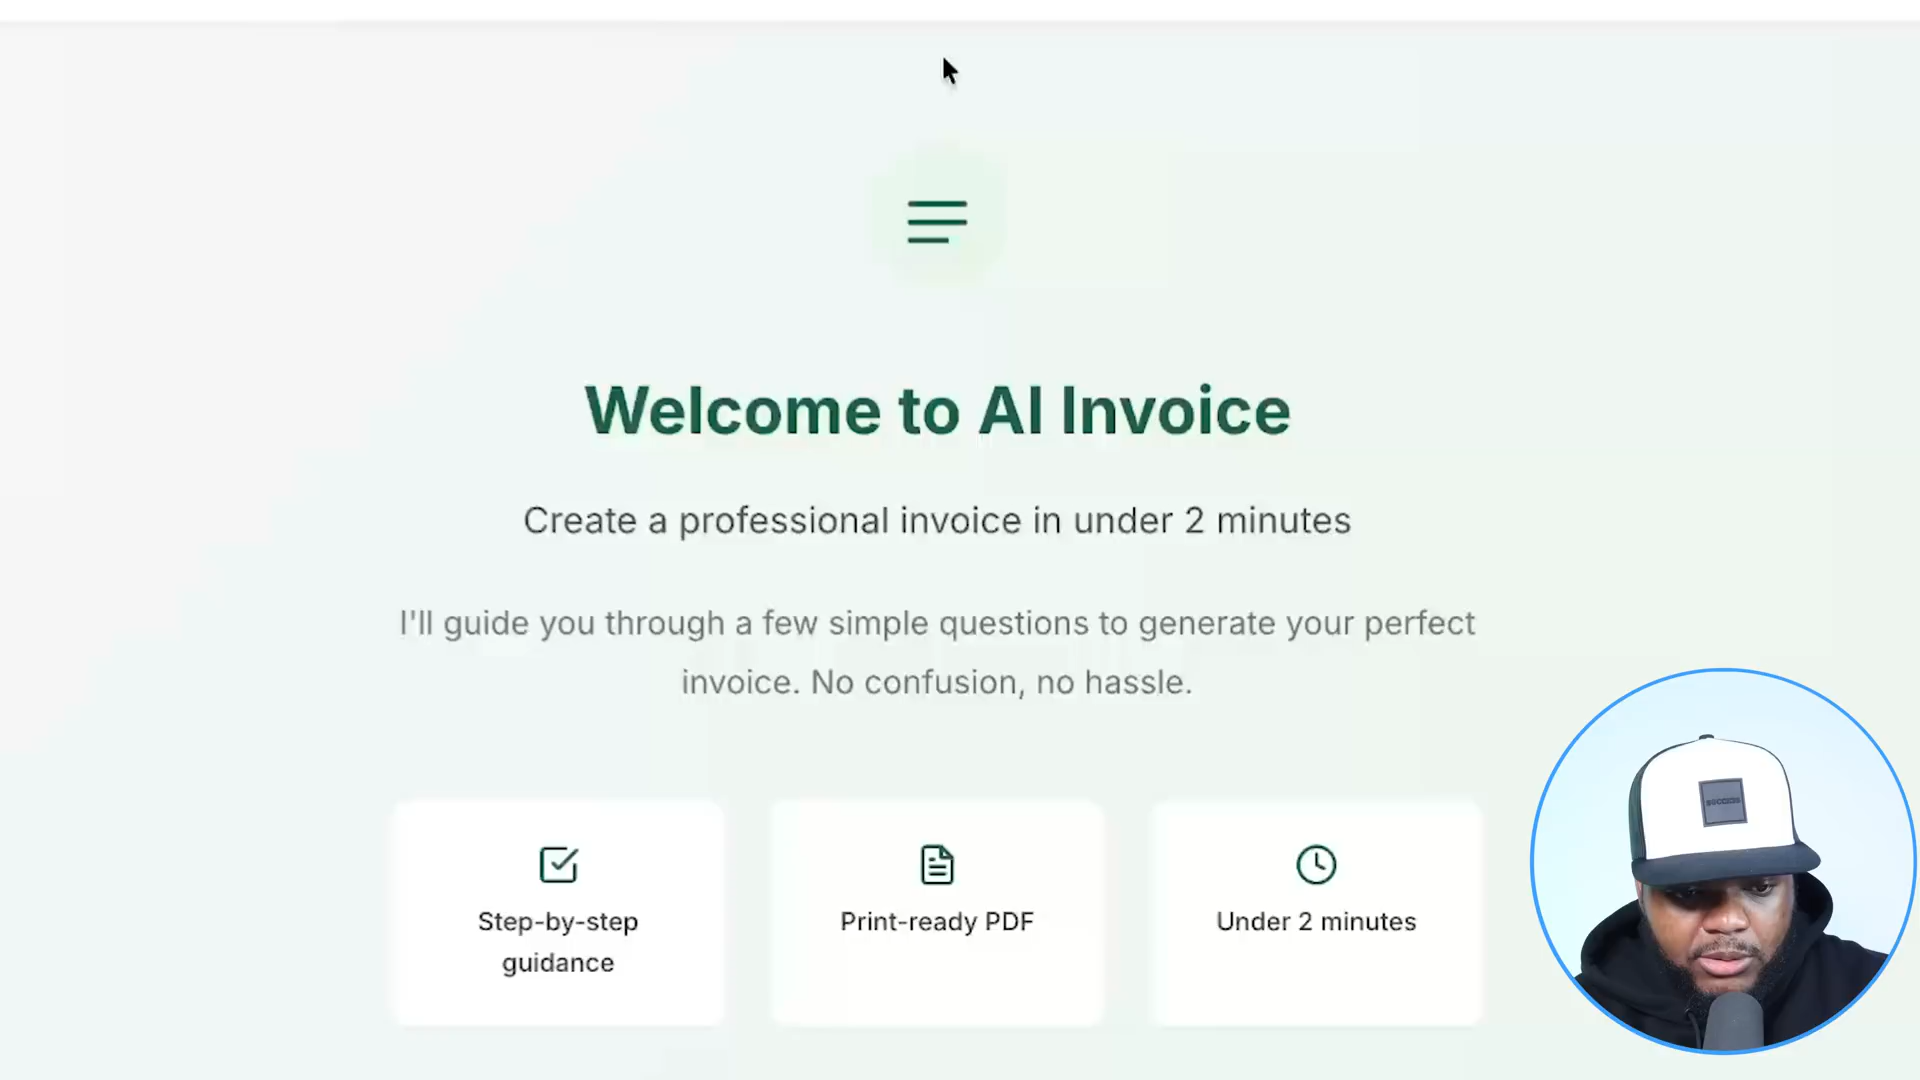 Welcome to AI Invoice
Create a professional invoice in under 2 minutes
I'll guide you through a few simple questions to generate your perfect
invoice. No confusion, no hassle.
Step-by-step
guidance
Print-ready PDF
Under 2 minutes
SUCCESS